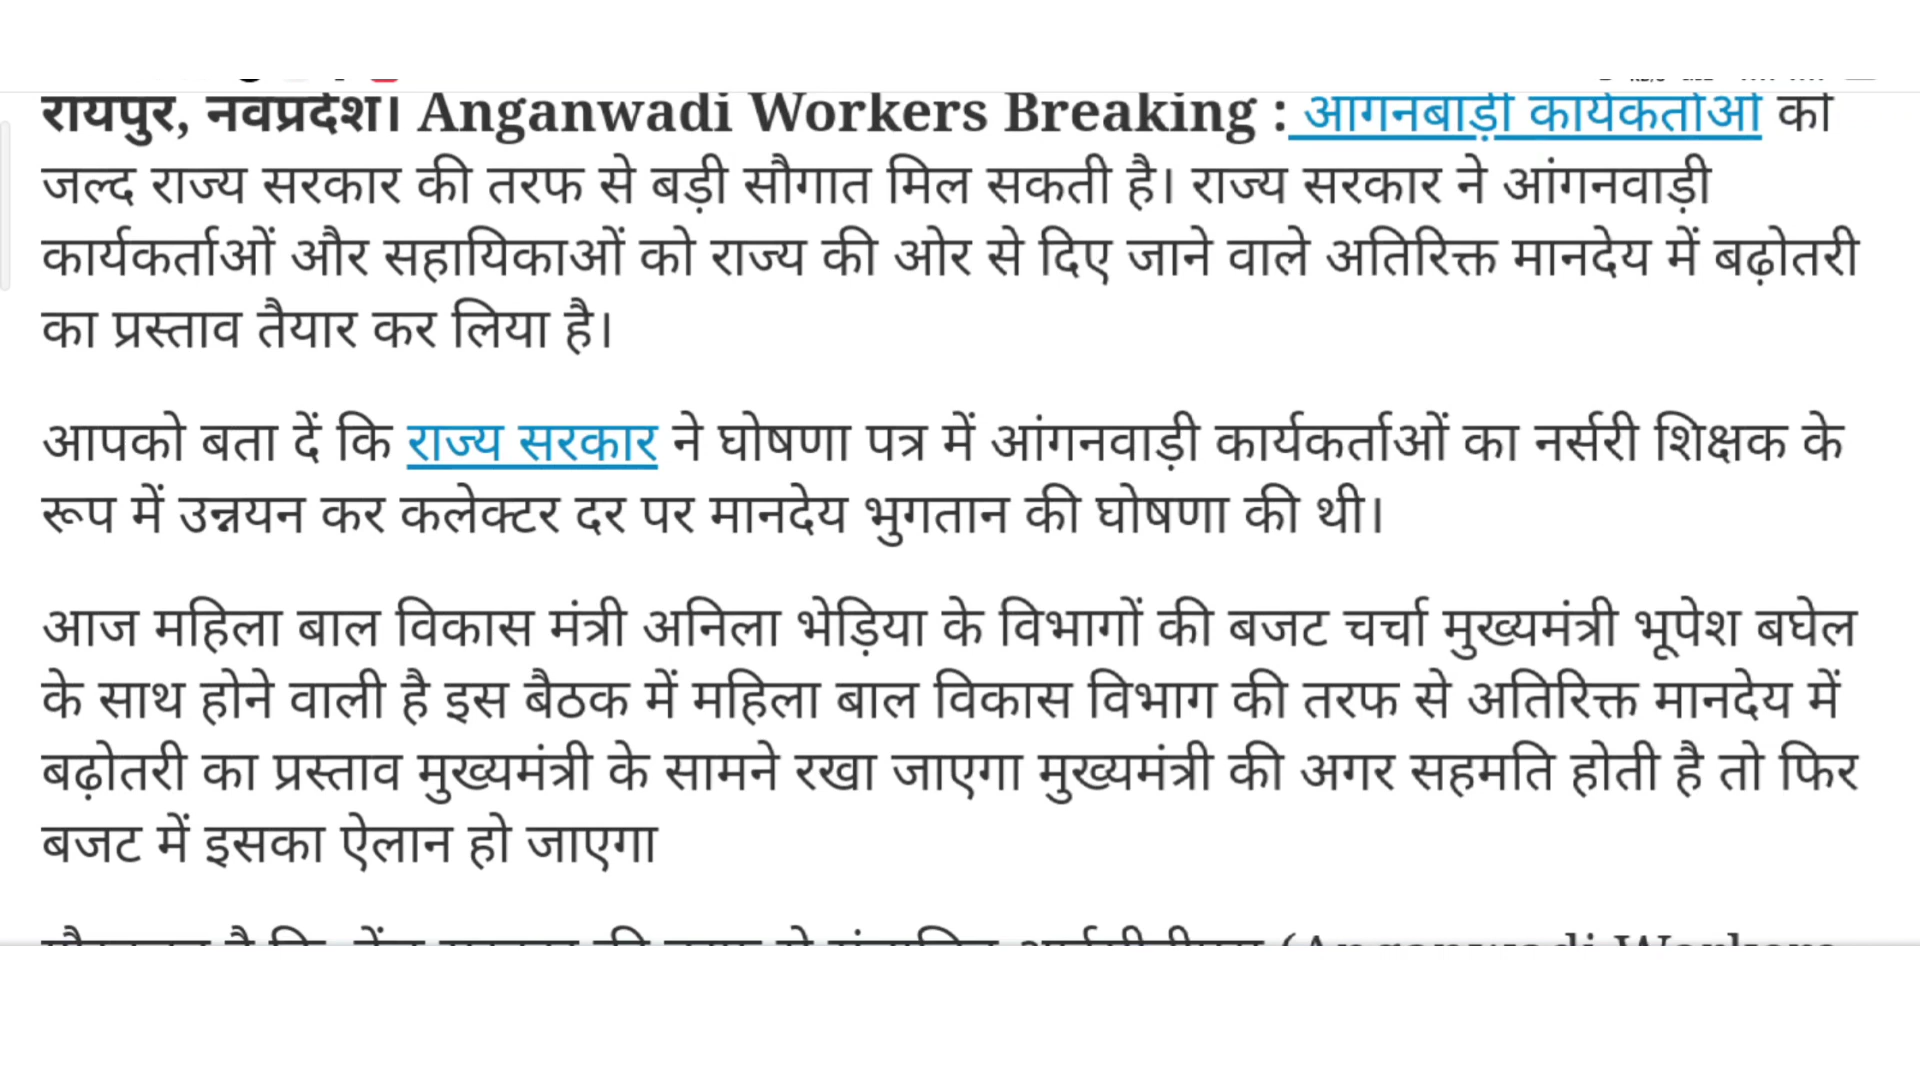 रायपुर, नवप्रदेश। Anganwadi Workers Breaking : आंगनबाड़ी कार्यकर्ताओं को
जल्द राज्य सरकार की तरफ से बड़ी सौगात मिल सकती है। राज्य सरकार ने आंगनवाड़ी
कार्यकर्ताओं और सहायिकाओं को राज्य की ओर से दिए जाने वाले अतिरिक्त मानदेय में बढ़ोतरी
का प्रस्ताव तैयार कर लिया है।
आपको बता दें कि राज्य सरकार ने घोषणा पत्र में आंगनवाड़ी कार्यकर्ताओं का नर्सरी शिक्षक के
रूप में उन्नयन कर कलेक्टर दर पर मानदेय भुगतान की घोषणा की थी।
आज महिला बाल विकास मंत्री अनिला भेड़िया के विभागों की बजट चर्चा मुख्यमंत्री भूपेश बघेल
के साथ होने वाली है इस बैठक में महिला बाल विकास विभाग की तरफ से अतिरिक्त मानदेय में
बढ़ोतरी का प्रस्ताव मुख्यमंत्री के सामने रखा जाएगा मुख्यमंत्री की अगर सहमति होती है तो फिर
बजट में इसका ऐलान हो जाएगा